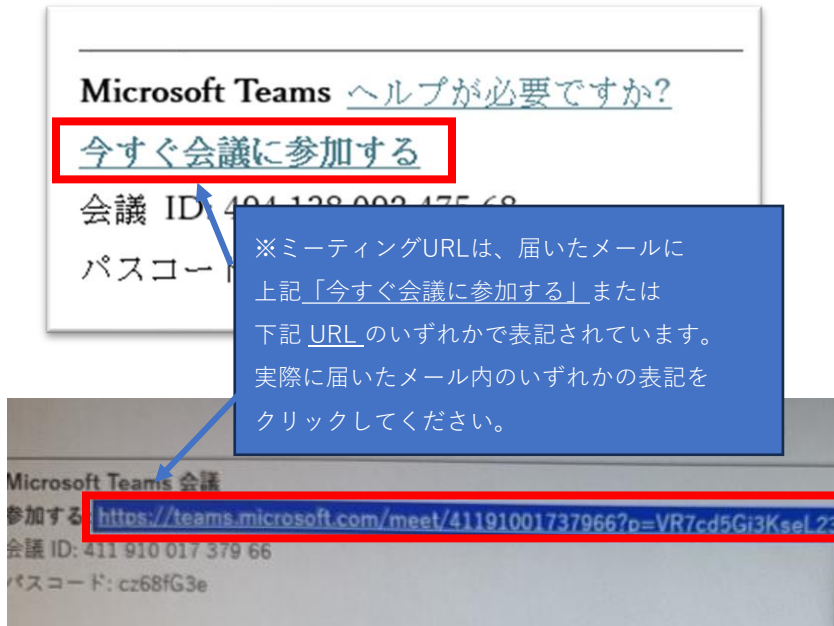 Microsoft Teams ヘルプが必要ですか?
今すぐ会議に参加する
会議 ID:
パスコード
※ミーティングURLは、届いたメールに
上記「今すぐ会議に参加する」または
下記 URL のいずれかで表記されています。
実際に届いたメール内のいずれかの表記を
クリックしてください。
Microsoft Teams 会議
参加する: https://teams.microsoft.com/meet/41191001737966?p=VR7cd5Gi3KseL23
会議 ID: 411 910 017 379 66
パスコード: cz68fG3e